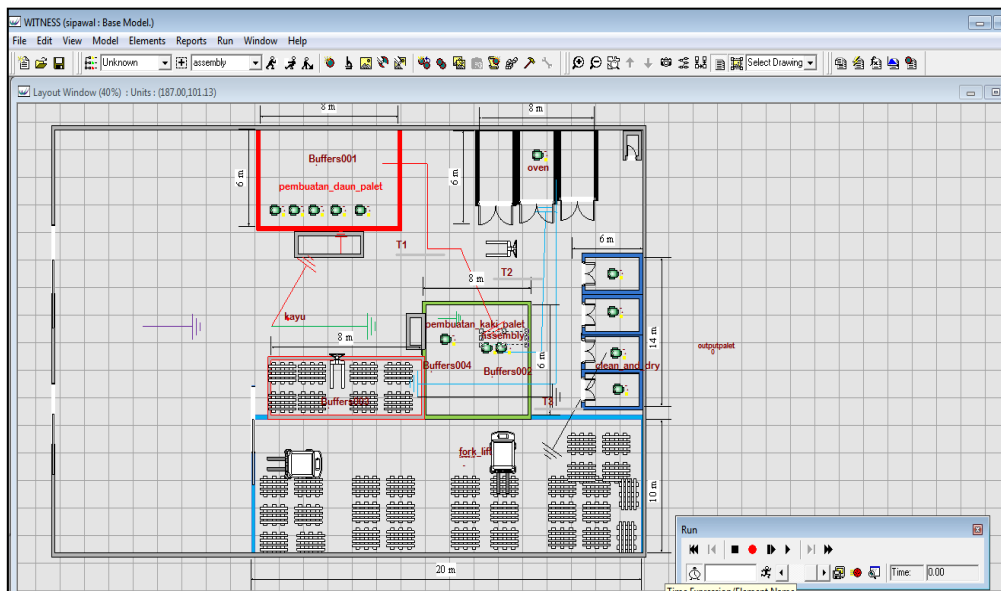 WITNESS (sipawal : Base Model.)
File Edit View Model Elements Reports Run Window Help
Unknown assembly Select Drawing
Layout Window (40%) : Units : (187.00,101.13)
8 m
8 m
Buffers001
oven
6 m
6 m
pembuatan_daun_palet
T1
6 m
T2
8 m
kayu
pembuatan_kaki_palet
assembly
8 m
14 m
outputpalet
0
Buffers004
6 m
clean_and_dry
Buffers002
T3
fork_lift
10 m
20 m
Run
Time: 0.00
Time Expression/Element Name